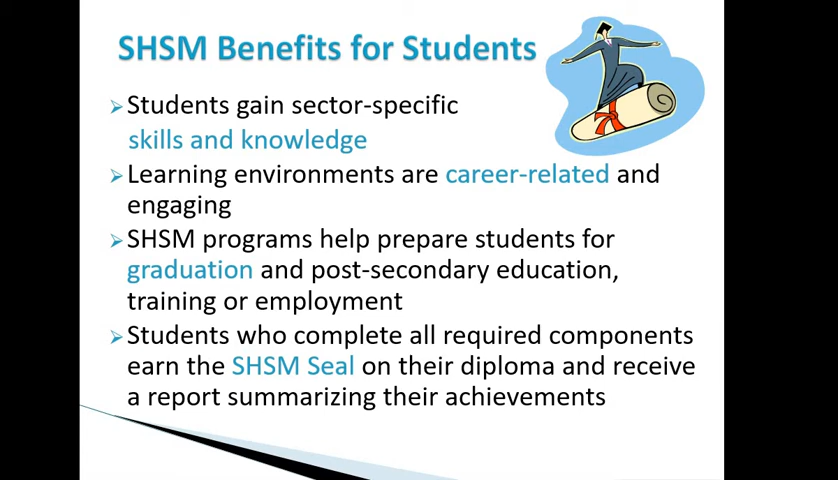 SHSM Benefits for Students
Students gain sector-specific
skills and knowledge
Learning environments are career-related and
engaging
SHSM programs help prepare students for
graduation and post-secondary education,
training or employment
Students who complete all required components
earn the SHSM Seal on their diploma and receive
a report summarizing their achievements